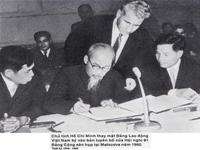 Chủ tịch Hồ Chí Minh thay mặt Đảng Lao động
Việt Nam ký vào bản tuyên bố của Hội nghị 81
Đảng Cộng sản họp tại Matxcơva năm 1960.